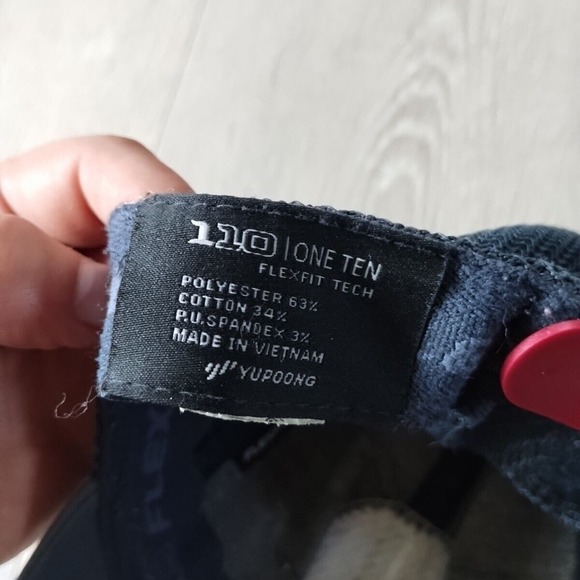 110 | ONE TEN
FLEXFIT TECH
POLYESTER 63%
COTTON 34%
P.U.SPANDEX 3%
MADE IN VIETNAM
YUPOONG